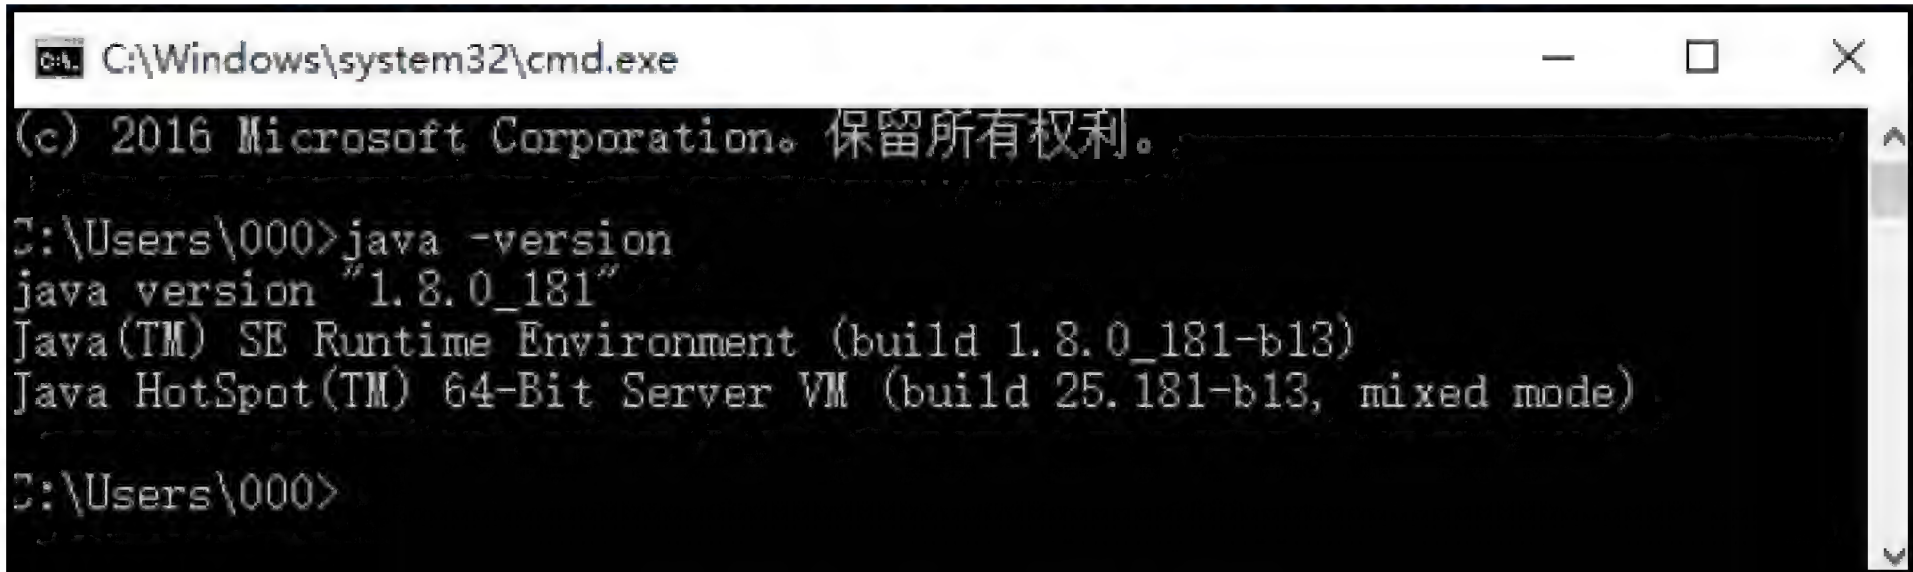 C:\Windows\system32\cmd.exe
(c) 2016 Microsoft Corporation。保留所有权利。
C:\Users\000>java -version
java version "1.8.0_181"
Java(TM) SE Runtime Environment (build 1.8.0_181-b13)
Java HotSpot(TM) 64-Bit Server VM (build 25.181-b13, mixed mode)
C:\Users\000>